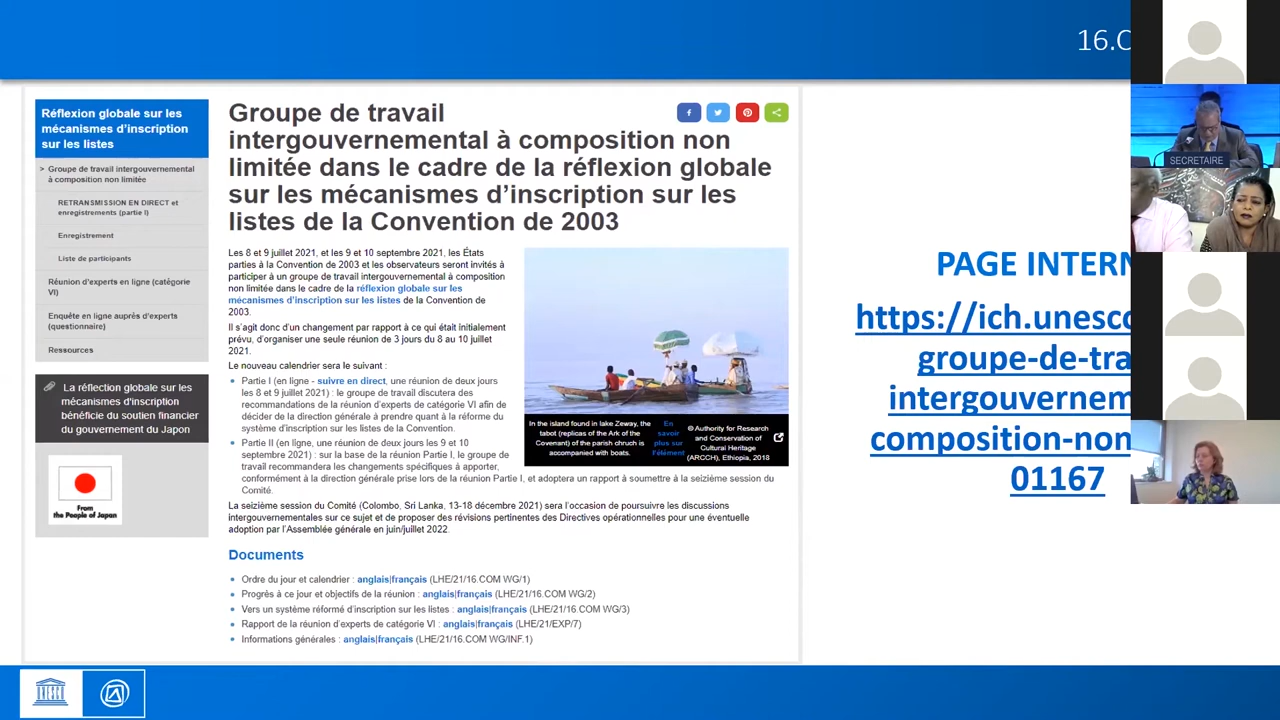 16.C
Réflexion globale sur les
mécanismes d'inscription
sur les listes
> Groupe de travail intergouvernemental
à composition non limitée
RETRANSMISSION EN DIRECT et
enregistrements (partie I)
Enregistrement
Liste de participants
Réunion d'experts en ligne (catégorie
VI)
Enquête en ligne auprès d'experts
(questionnaire)
Ressources
La réflection globale sur les
mécanismes d'inscription
bénéficie du soutien financier
du gouvernement du Japon
From
the People of Japan
Groupe de travail
intergouvernemental à composition non
limitée dans le cadre de la réflexion globale
sur les mécanismes d'inscription sur les
listes de la Convention de 2003
Les 8 et 9 juillet 2021, et les 9 et 10 septembre 2021, les États
parties à la Convention de 2003 et les observateurs seront invités à
participer à un groupe de travail intergouvernemental à composition
non limitée dans le cadre de la réflexion globale sur les
mécanismes d'inscription sur les listes de la Convention de
2003.
Il s'agit donc d'un changement par rapport à ce qui était initialement
prévu, d'organiser une seule réunion de 3 jours du 8 au 10 juillet
2021.
Le nouveau calendrier sera le suivant :
Partie I (en ligne - suivre en direct, une réunion de deux jours
les 8 et 9 juillet 2021) : le groupe de travail discutera des
recommandations de la réunion d'experts de catégorie VI afin de
décider de la direction générale à prendre quant à la réforme du
système d'inscription sur les listes de la Convention.
Partie II (en ligne, une réunion de deux jours les 9 et 10
septembre 2021) : sur la base de la réunion Partie I, le groupe de
travail recommandera les changements spécifiques à apporter,
conformément à la direction générale prise lors de la réunion Partie I, et adoptera un rapport à soumettre à la seizième session du
Comité.
La seizième session du Comité (Colombo, Sri Lanka, 13-18 décembre 2021) sera l'occasion de poursuivre les discussions
intergouvernementales sur ce sujet et de proposer des révisions pertinentes des Directives opérationnelles pour une éventuelle
adoption par l'Assemblée générale en juin/juillet 2022.
In the island found in lake Zeway, the
tabot (replicas of the Ark of the
Covenant) of the parish chruch is
accompanied with boats.
En
savoir
plus sur
l'élément
© Authority for Research
and Conservation of
Cultural Heritage
(ARCCH), Ethiopia, 2018
Documents
Ordre du jour et calendrier : anglais|français (LHE/21/16.COM WG/1)
Progrès à ce jour et objectifs de la réunion : anglais|français (LHE/21/16.COM WG/2)
Vers un système réformé d'inscription sur les listes : anglais|français (LHE/21/16.COM WG/3)
Rapport de la réunion d'experts de catégorie VI : anglais|français (LHE/21/EXP/7)
Informations générales : anglais|français (LHE/21/16.COM WG/INF.1)
PAGE INTERN
https://ich.unesco
groupe-de-tra
intergouvernem
composition-non
01167
SECRETAIRE